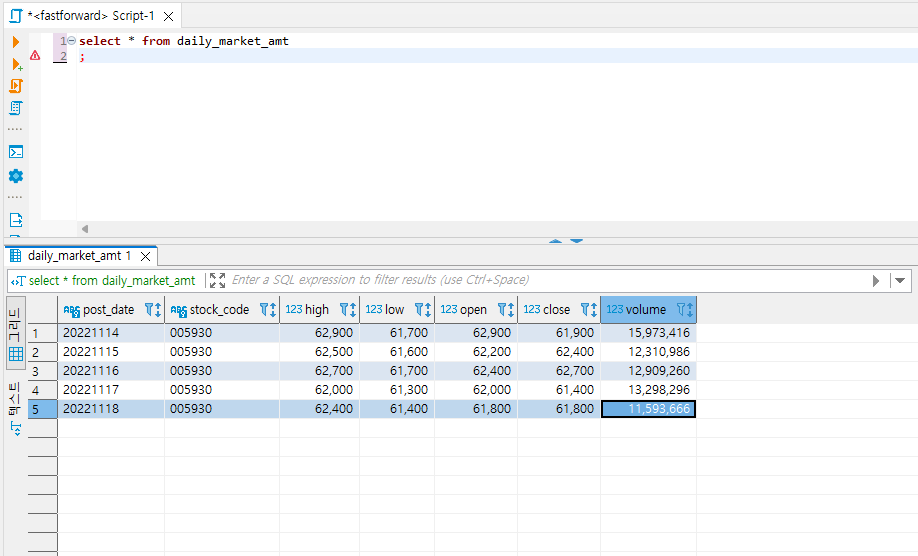 *<fastforward> Script-1
1 select * from daily_market_amt
2 ;
daily_market_amt 1
select * from daily_market_amt Enter a SQL expression to filter results (use Ctrl+Space)
그리드
텍스트
ABC post_date ABC stock_code 123 high 123 low 123 open 123 close 123 volume
1 20221114 005930 62,900 61,700 62,900 61,900 15,973,416
2 20221115 005930 62,500 61,600 62,200 62,400 12,310,986
3 20221116 005930 62,700 61,700 62,400 62,700 12,909,260
4 20221117 005930 62,000 61,300 62,000 61,400 13,298,296
5 20221118 005930 62,400 61,400 61,800 61,800 11,593,666